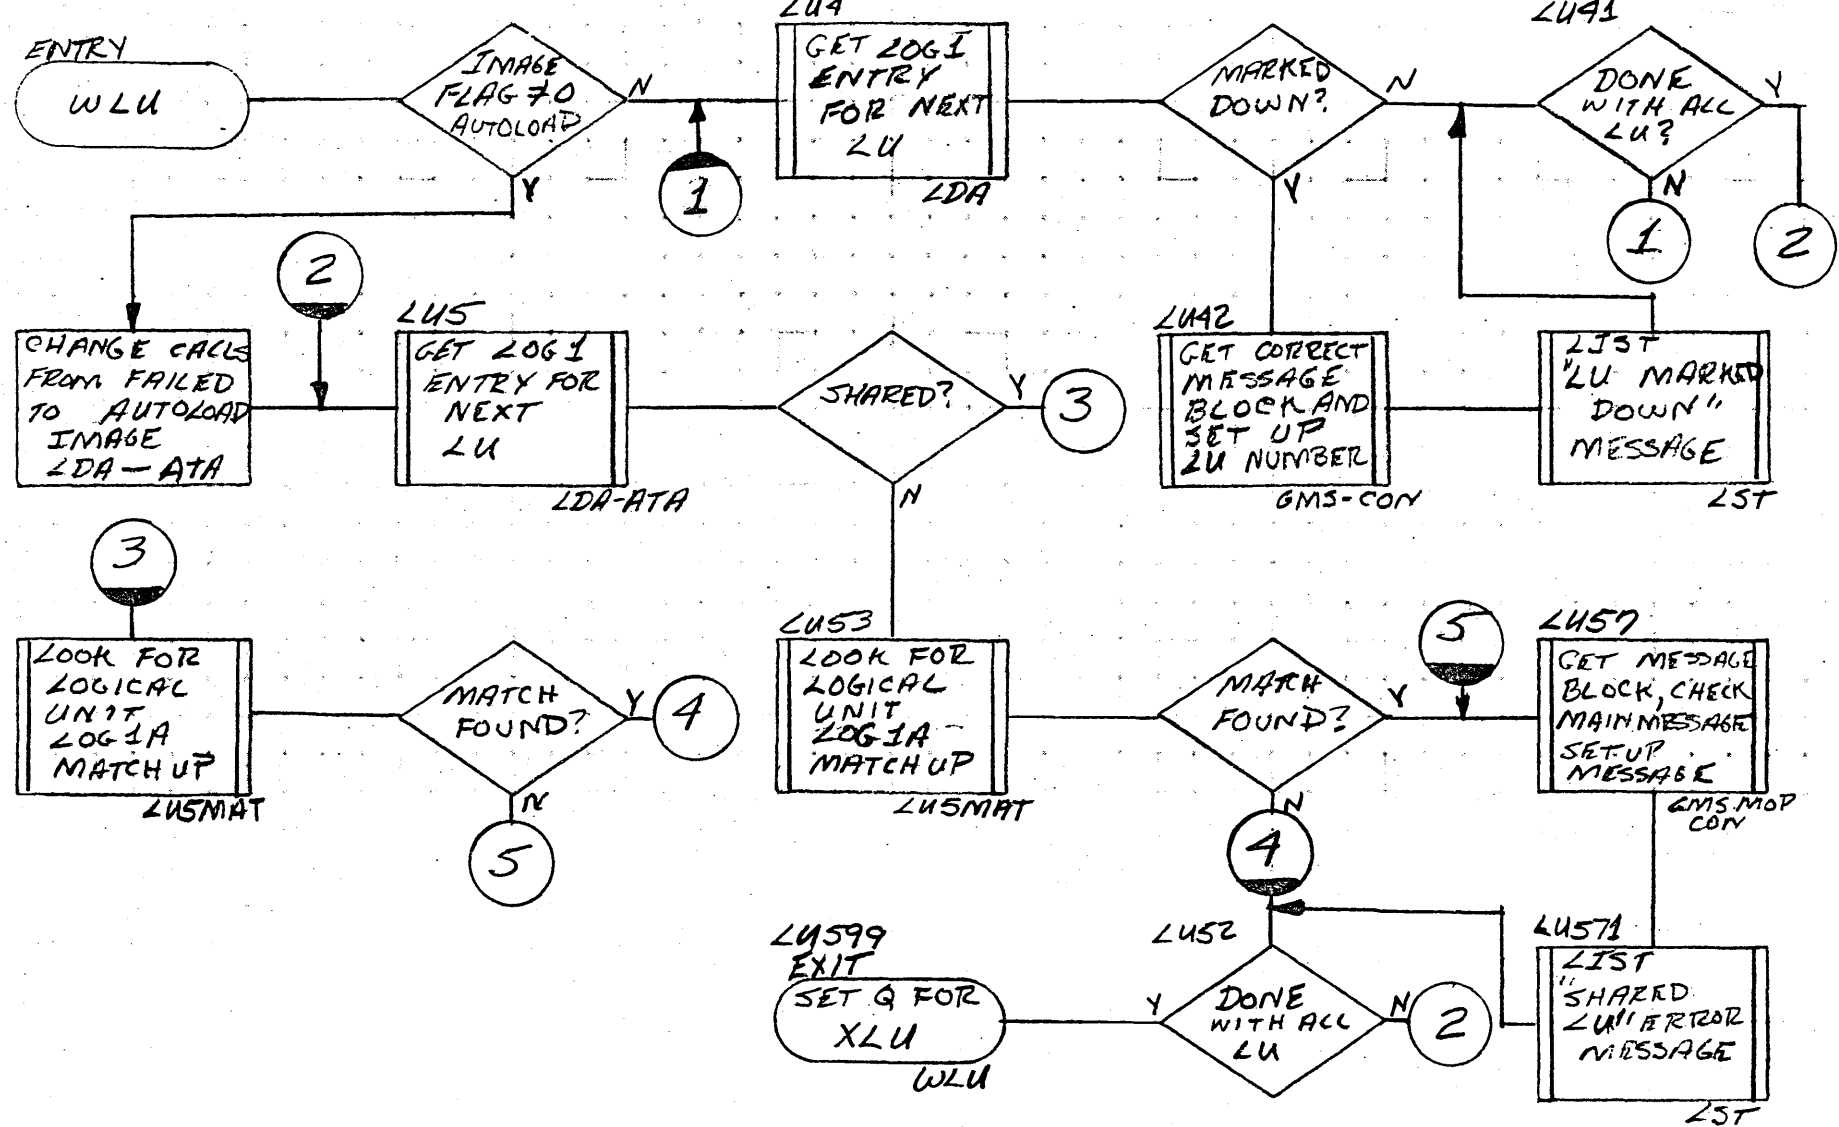 ENTRY
WLU
IMAGE
FLAG ≠ 0
AUTOLOAD
N
Y
1
LU4
GET LOG1
ENTRY
FOR NEXT
LU
LDA
MARKED
DOWN?
N
Y
LU41
DONE
WITH ALL
LU?
Y
N
1
2
CHANGE CALLS
FROM FAILED
TO AUTOLOAD
IMAGE
LDA - ATA
2
LU5
GET LOG1
ENTRY FOR
NEXT
LU
LDA-ATA
SHARED?
Y
N
3
LU42
GET CORRECT
MESSAGE
BLOCK AND
SET UP
LU NUMBER
GMS-CON
LIST
"LU MARKED
DOWN"
MESSAGE
LST
3
LOOK FOR
LOGICAL
UNIT
LOG1A
MATCH UP
LU5MAT
MATCH
FOUND?
Y
4
N
5
LU53
LOOK FOR
LOGICAL
UNIT
LOG1A
MATCH UP
LU5MAT
MATCH
FOUND?
Y
N
4
5
LU57
GET MESSAGE
BLOCK, CHECK
MAIN MESSAGE
SET UP
MESSAGE
GMS.MOP
CON
LU599
EXIT
SET Q FOR
XLU
WLU
LU52
Y
DONE
WITH ALL
LU
N
2
LU571
LIST
"SHARED
LU" ERROR
MESSAGE
LST